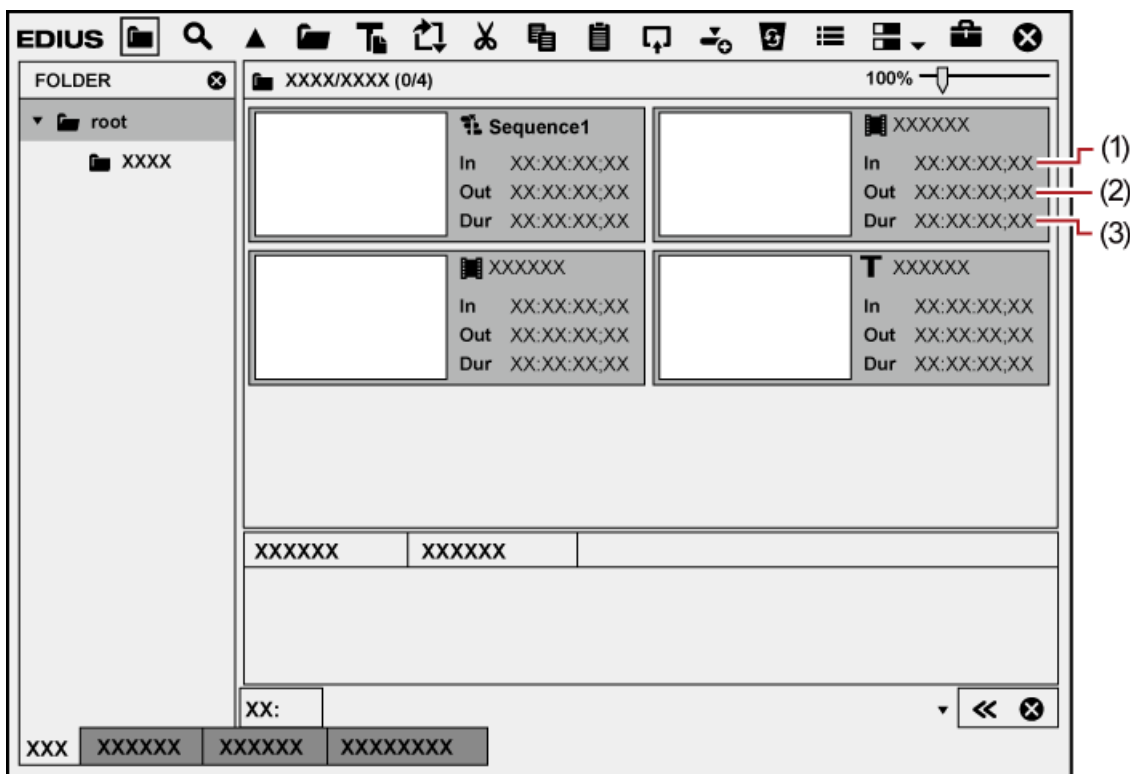 EDIUS
FOLDER
root
XXXX
XXXX/XXXX (0/4)
100%
Sequence1
In XX:XX:XX;XX
Out XX:XX:XX;XX
Dur XX:XX:XX;XX
XXXXXX
In XX:XX:XX;XX
Out XX:XX:XX;XX
Dur XX:XX:XX;XX
(1)
(2)
(3)
XXXXXX
In XX:XX:XX;XX
Out XX:XX:XX;XX
Dur XX:XX:XX;XX
T XXXXXX
In XX:XX:XX;XX
Out XX:XX:XX;XX
Dur XX:XX:XX;XX
XXXXXX XXXXXX
XX:
XXX XXXXXX XXXXXX XXXXXXXX